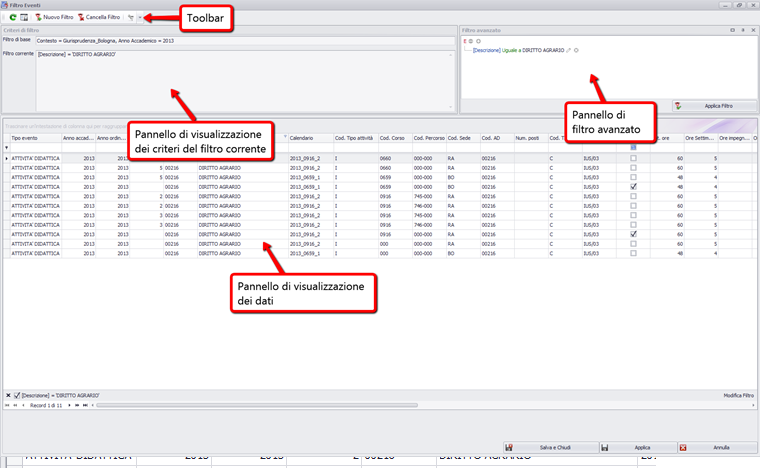 Filtro Eventi
Nuovo Filtro Cancella Filtro
Toolbar
Criteri di filtro
Filtro avanzato
Filtro di base Contesto = Giurisprudenza_Bologna, Anno Accademico = 2013
Filtro corrente [Descrizione] = 'DIRITTO AGRARIO'
E
[Descrizione] Uguale a DIRITTO AGRARIO
Applica Filtro
Pannello di visualizzazione
dei criteri del filtro corrente
Pannello di
filtro avanzato
Tipo evento Anno accad... Anno ordin... Calendario Cod. Tipo attività Cod. Corso Cod. Percorso Cod. Sede Cod. AD Num. posti Cod. T ore Ore Settim... Ore impegn... O
ATTIVITA' DIDATTICA 2013 2013 2013_0916_2 I 0660 000-000 RA 00216 C IUS/03 60 5
ATTIVITA' DIDATTICA 2013 2013 5 00216 DIRITTO AGRARIO 2013_0916_2 I 0660 000-000 RA 00216 C IUS/03 60 5
ATTIVITA' DIDATTICA 2013 2013 5 00216 DIRITTO AGRARIO 2013_0659_1 I 0659 000-000 BO 00216 C IUS/03 48 4
ATTIVITA' DIDATTICA 2013 2013 1 00216 DIRITTO AGRARIO 2013_0659_1 I 0659 000-000 BO 00216 C IUS/03 48 4
ATTIVITA' DIDATTICA 2013 2013 2 00216 DIRITTO AGRARIO 2013_0916_2 I 0916 745-000 RA 00216 C IUS/03 60 5
ATTIVITA' DIDATTICA 2013 2013 2 00216 DIRITTO AGRARIO 2013_0916_2 I 0916 746-000 RA 00216 C IUS/03 60 5
ATTIVITA' DIDATTICA 2013 2013 3 00216 DIRITTO AGRARIO 2013_0916_2 I 0916 745-000 RA 00216 C IUS/03 60 5
ATTIVITA' DIDATTICA 2013 2013 3 00216 DIRITTO AGRARIO 2013_0916_2 I 0916 746-000 RA 00216 C IUS/03 60 5
ATTIVITA' DIDATTICA 2013 2013 2 00216 DIRITTO AGRARIO 2013_0916_2 I 0916 000-000 RA 00216 C IUS/03 60 5
ATTIVITA' DIDATTICA 2013 2013 00216 DIRITTO AGRARIO 2013_0916_2 I 000 000-000 RA 00216 C IUS/03 60 5
ATTIVITA' DIDATTICA 2013 2013 00216 DIRITTO AGRARIO 2013_0659_1 I 000 000-000 BO 00216 C IUS/03 48 4
Pannello di visualizzazione
dei dati
[Descrizione] = 'DIRITTO AGRARIO' Modifica Filtro
Record 1 di 11
Salva e Chiudi Applica Annulla